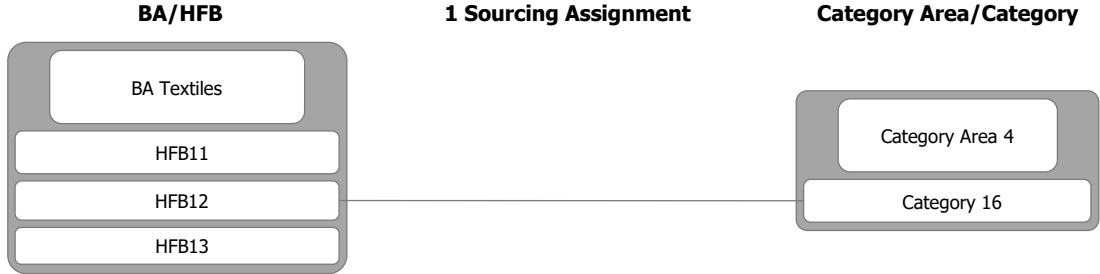 BA/HFB
1 Sourcing Assignment
Category Area/Category
BA Textiles
HFB11
HFB12
HFB13
Category Area 4
Category 16